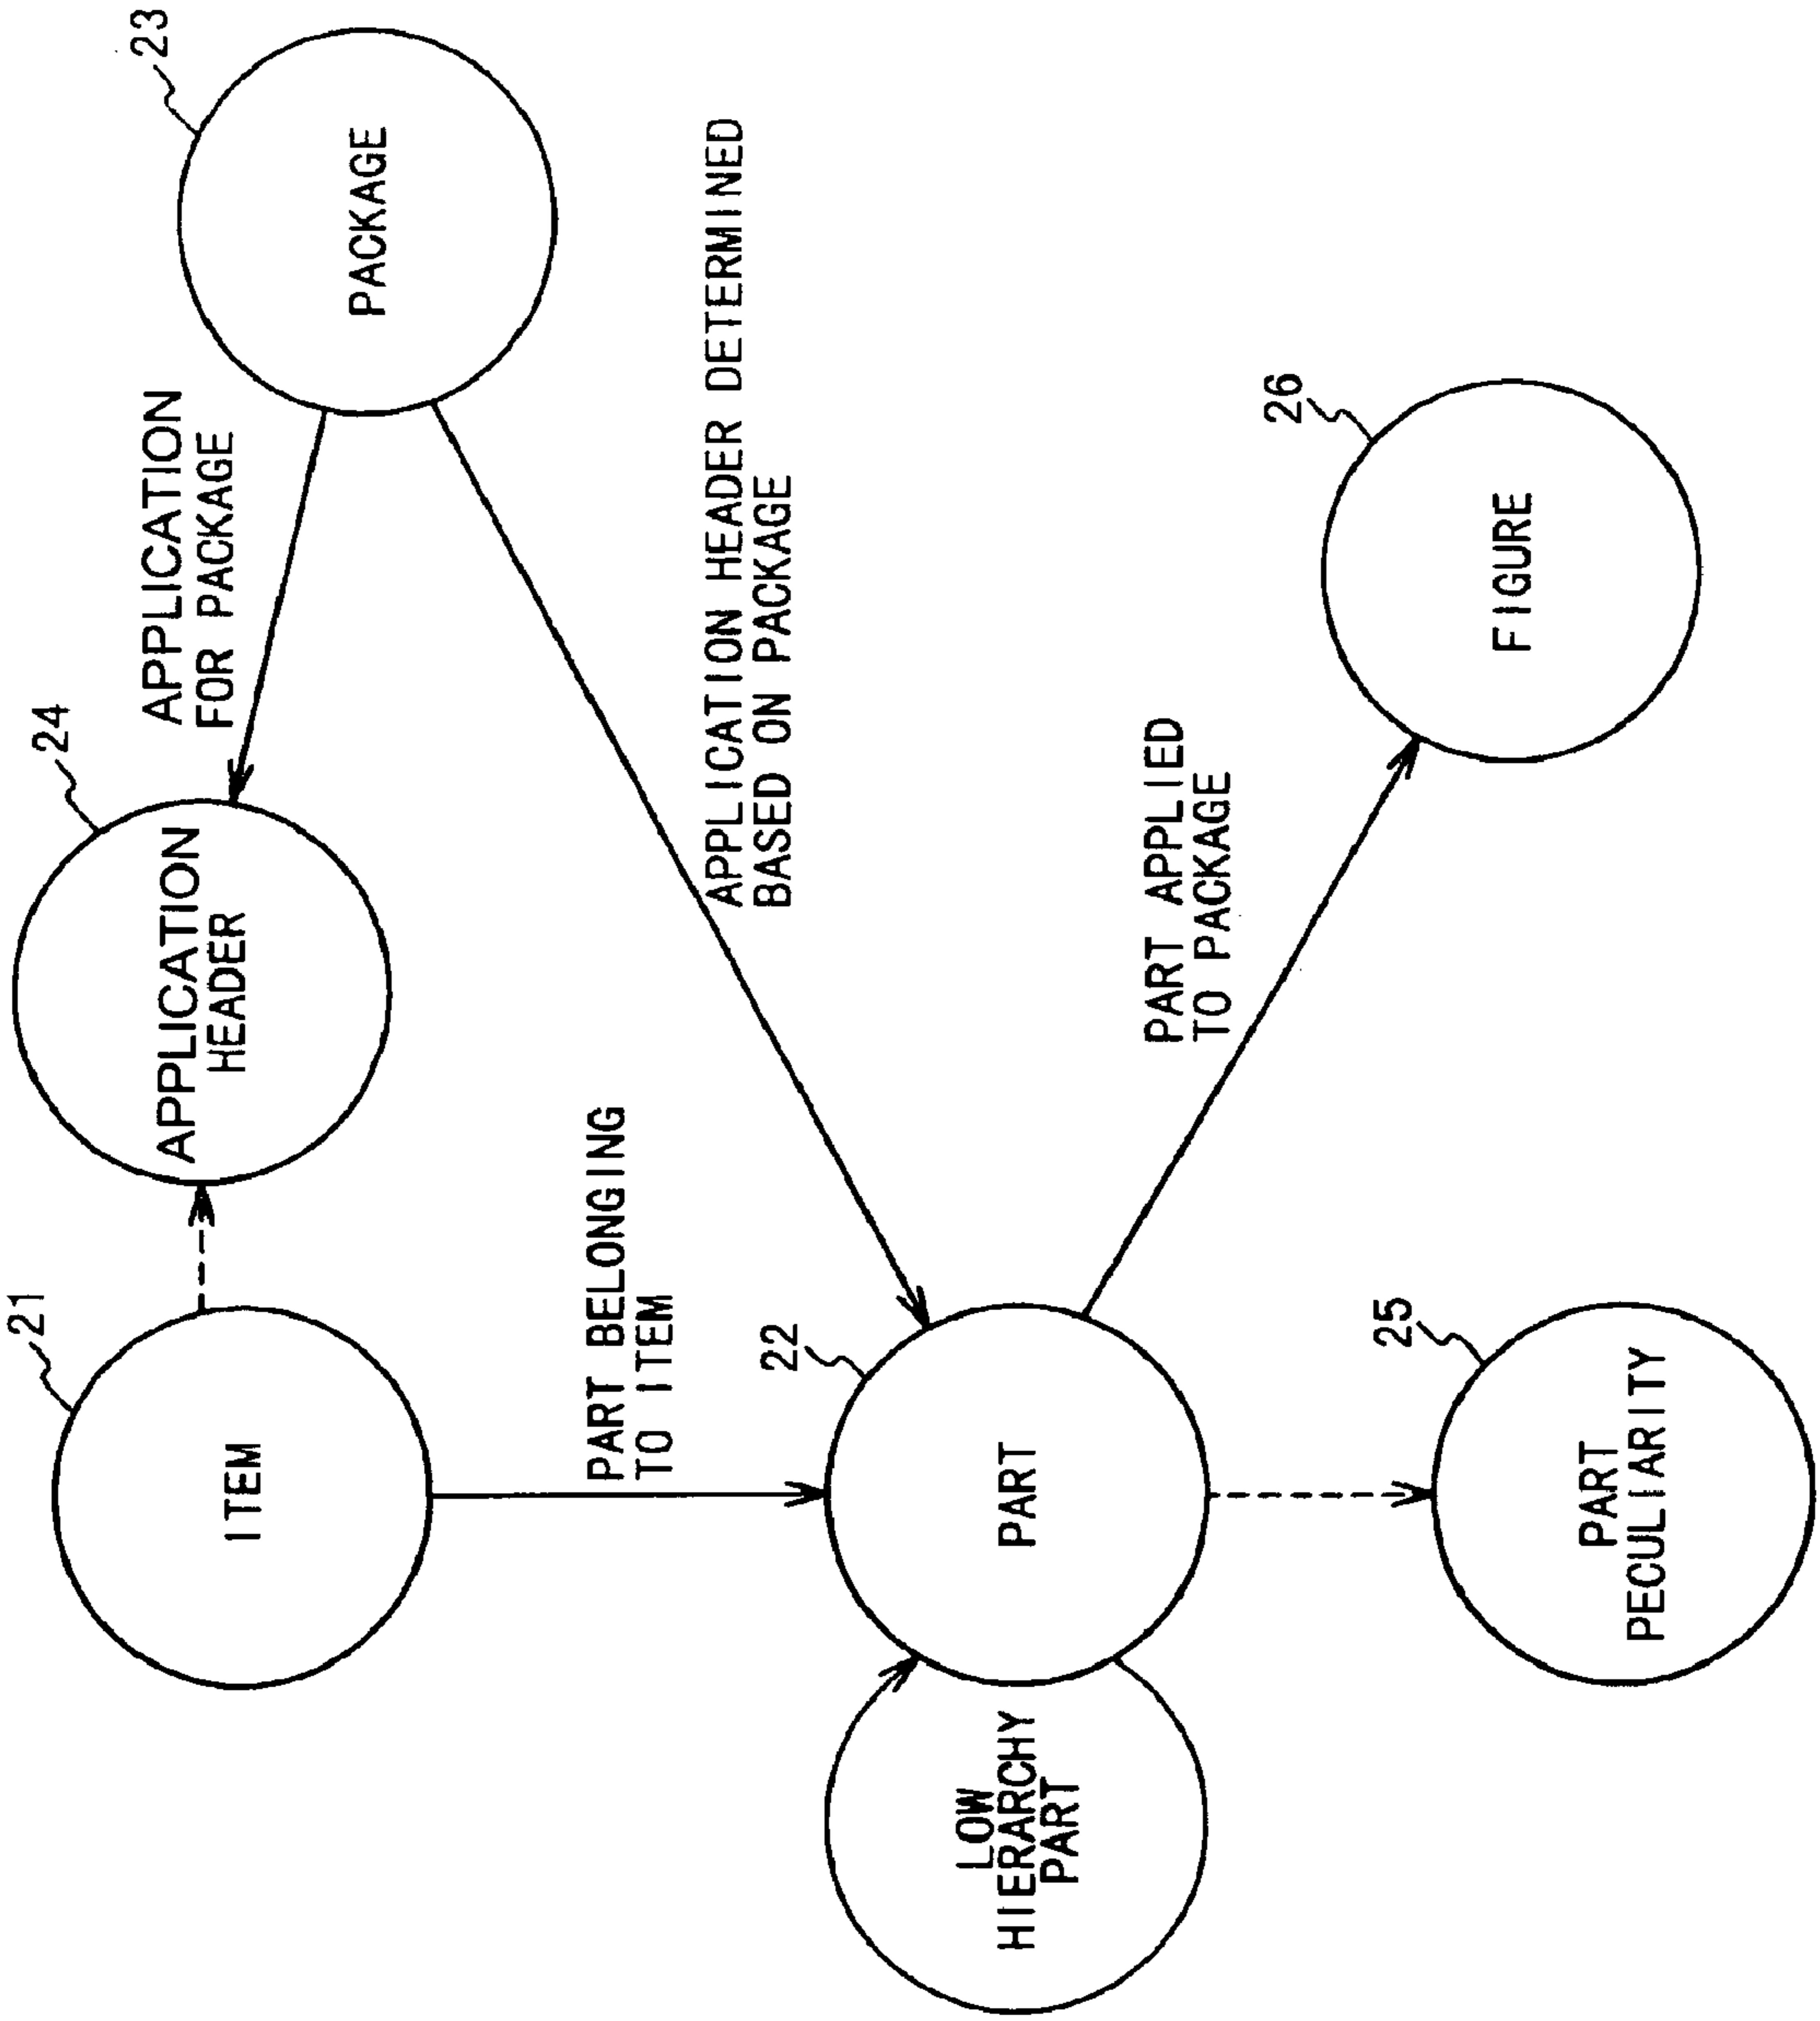 21
ITEM
24
APPLICATION
HEADER
APPLICATION
FOR PACKAGE
23
PACKAGE
PART BELONGING
TO ITEM
APPLICATION HEADER DETERMINED
BASED ON PACKAGE
LOW
HIERARCHY
PART
22
PART
PART APPLIED
TO PACKAGE
25
PART
PECULIARITY
26
FIGURE